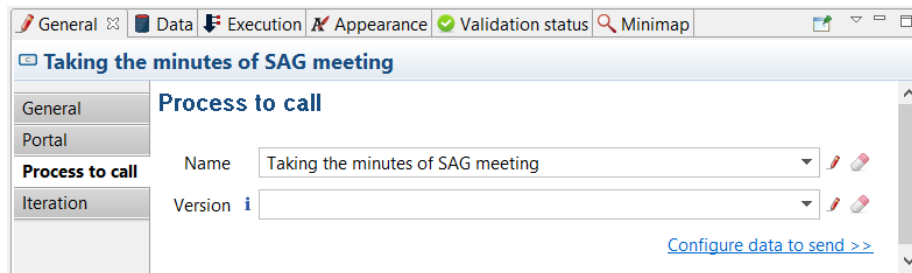 General Data Execution Appearance Validation status Minimap
Taking the minutes of SAG meeting
General
Portal
Process to call
Iteration
Process to call
Name Taking the minutes of SAG meeting
Version i
Configure data to send >>